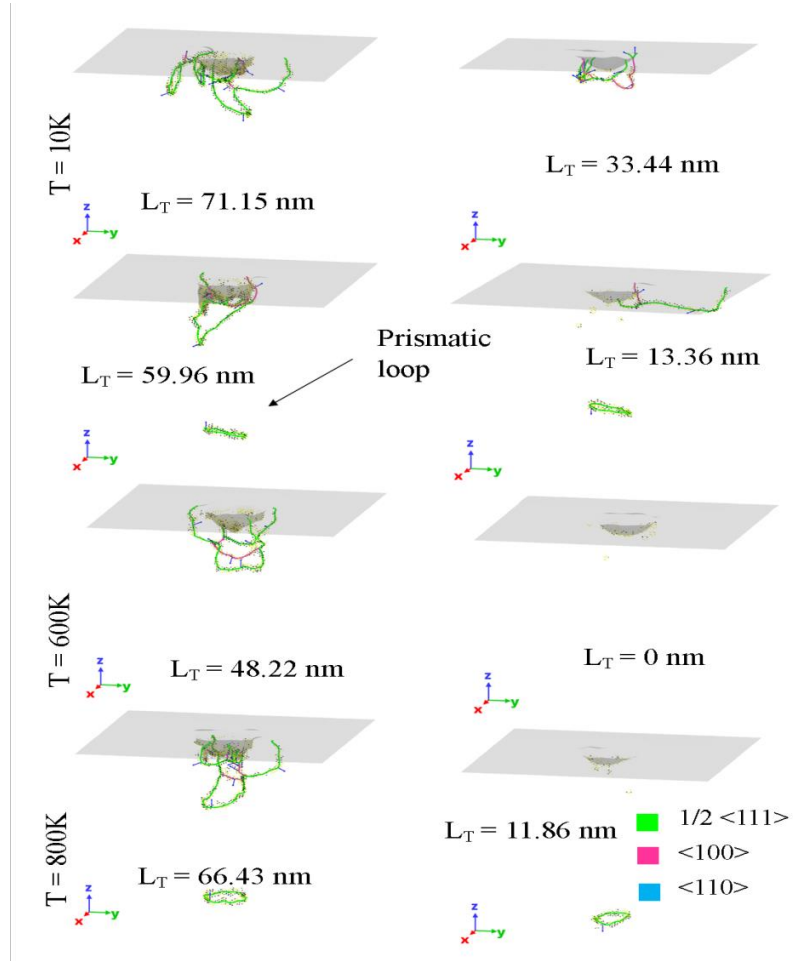 T = 10K
L_T = 71.15 nm
L_T = 33.44 nm
z
x
y
z
x
y
Prismatic
loop
L_T = 59.96 nm
L_T = 13.36 nm
z
x
y
z
x
y
T = 600K
L_T = 48.22 nm
L_T = 0 nm
z
x
y
z
x
y
T = 800K
L_T = 66.43 nm
L_T = 11.86 nm
1/2 <111>
<100>
<110>
z
x
y
z
x
y